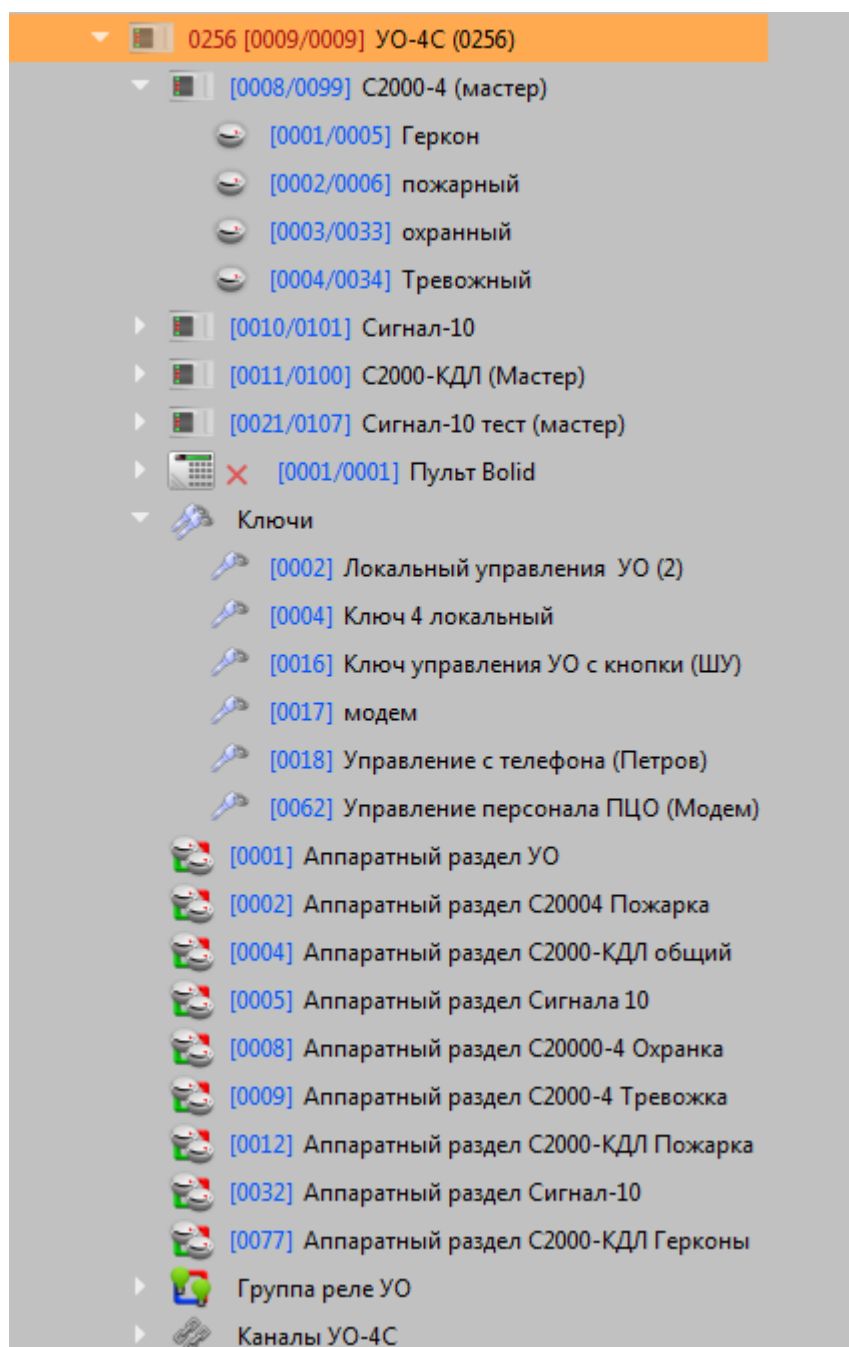 0256 [0009/0009] УО-4С (0256)
[0008/0099] С2000-4 (мастер)
[0001/0005] Геркон
[0002/0006] пожарный
[0003/0033] охранный
[0004/0034] Тревожный
[0010/0101] Сигнал-10
[0011/0100] С2000-КДЛ (Мастер)
[0021/0107] Сигнал-10 тест (мастер)
[0001/0001] Пульт Bolid
Ключи
[0002] Локальный управления УО (2)
[0004] Ключ 4 локальный
[0016] Ключ управления УО с кнопки (ШУ)
[0017] модем
[0018] Управление с телефона (Петров)
[0062] Управление персонала ПЦО (Модем)
[0001] Аппаратный раздел УО
[0002] Аппаратный раздел С20004 Пожарка
[0004] Аппаратный раздел С2000-КДЛ общий
[0005] Аппаратный раздел Сигнала 10
[0008] Аппаратный раздел С20000-4 Охранка
[0009] Аппаратный раздел С2000-4 Тревожка
[0012] Аппаратный раздел С2000-КДЛ Пожарка
[0032] Аппаратный раздел Сигнал-10
[0077] Аппаратный раздел С2000-КДЛ Герконы
Группа реле УО
Каналы УО-4С